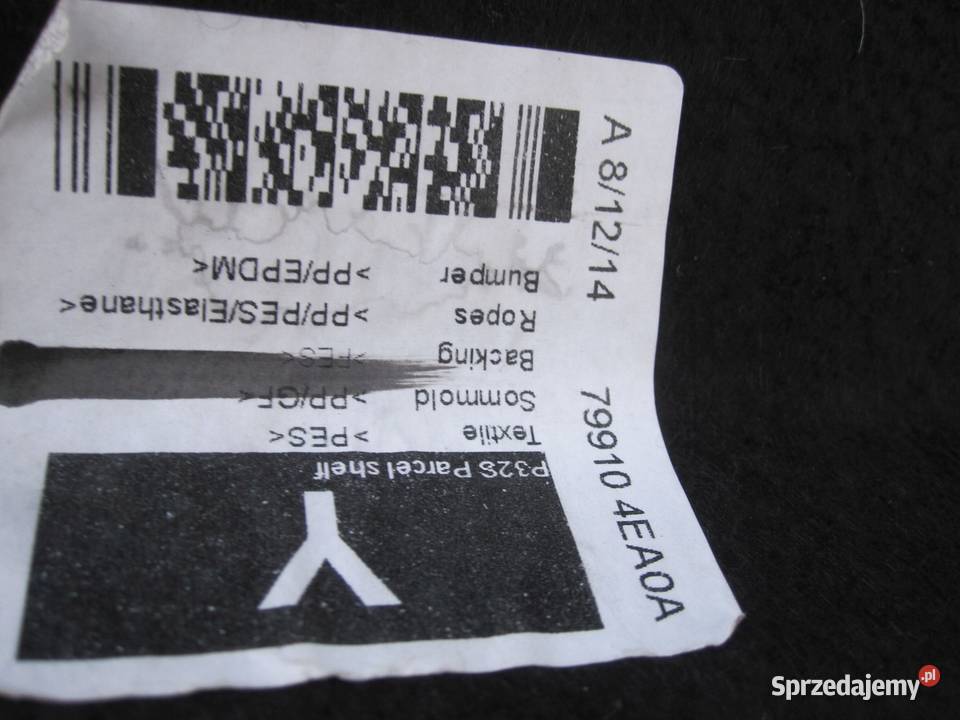 Y
P32S Parcel shelf
Textile >PES<
Sommold >PP/GF<
Backing >PES<
Ropes >PP/PES/Elasthane<
Bumper >PP/EPDM<
A 8/12/14 79910 4EA0A
Sprzedajemy.pl